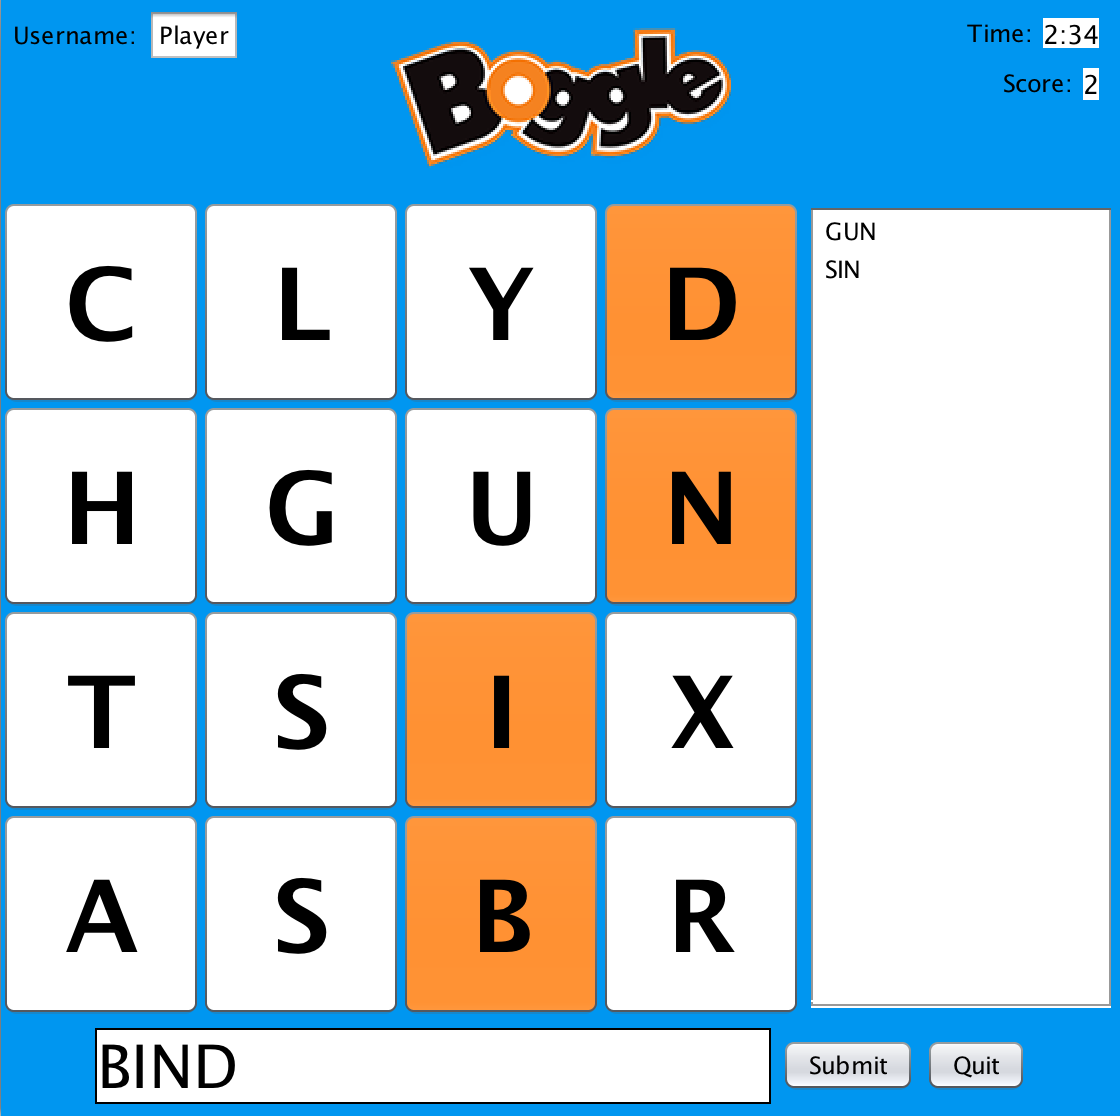 Username: Player
Boggle
Time: 2:34
Score: 2
C L Y D
H G U N
T S I X
A S B R
GUN
SIN
BIND
Submit Quit